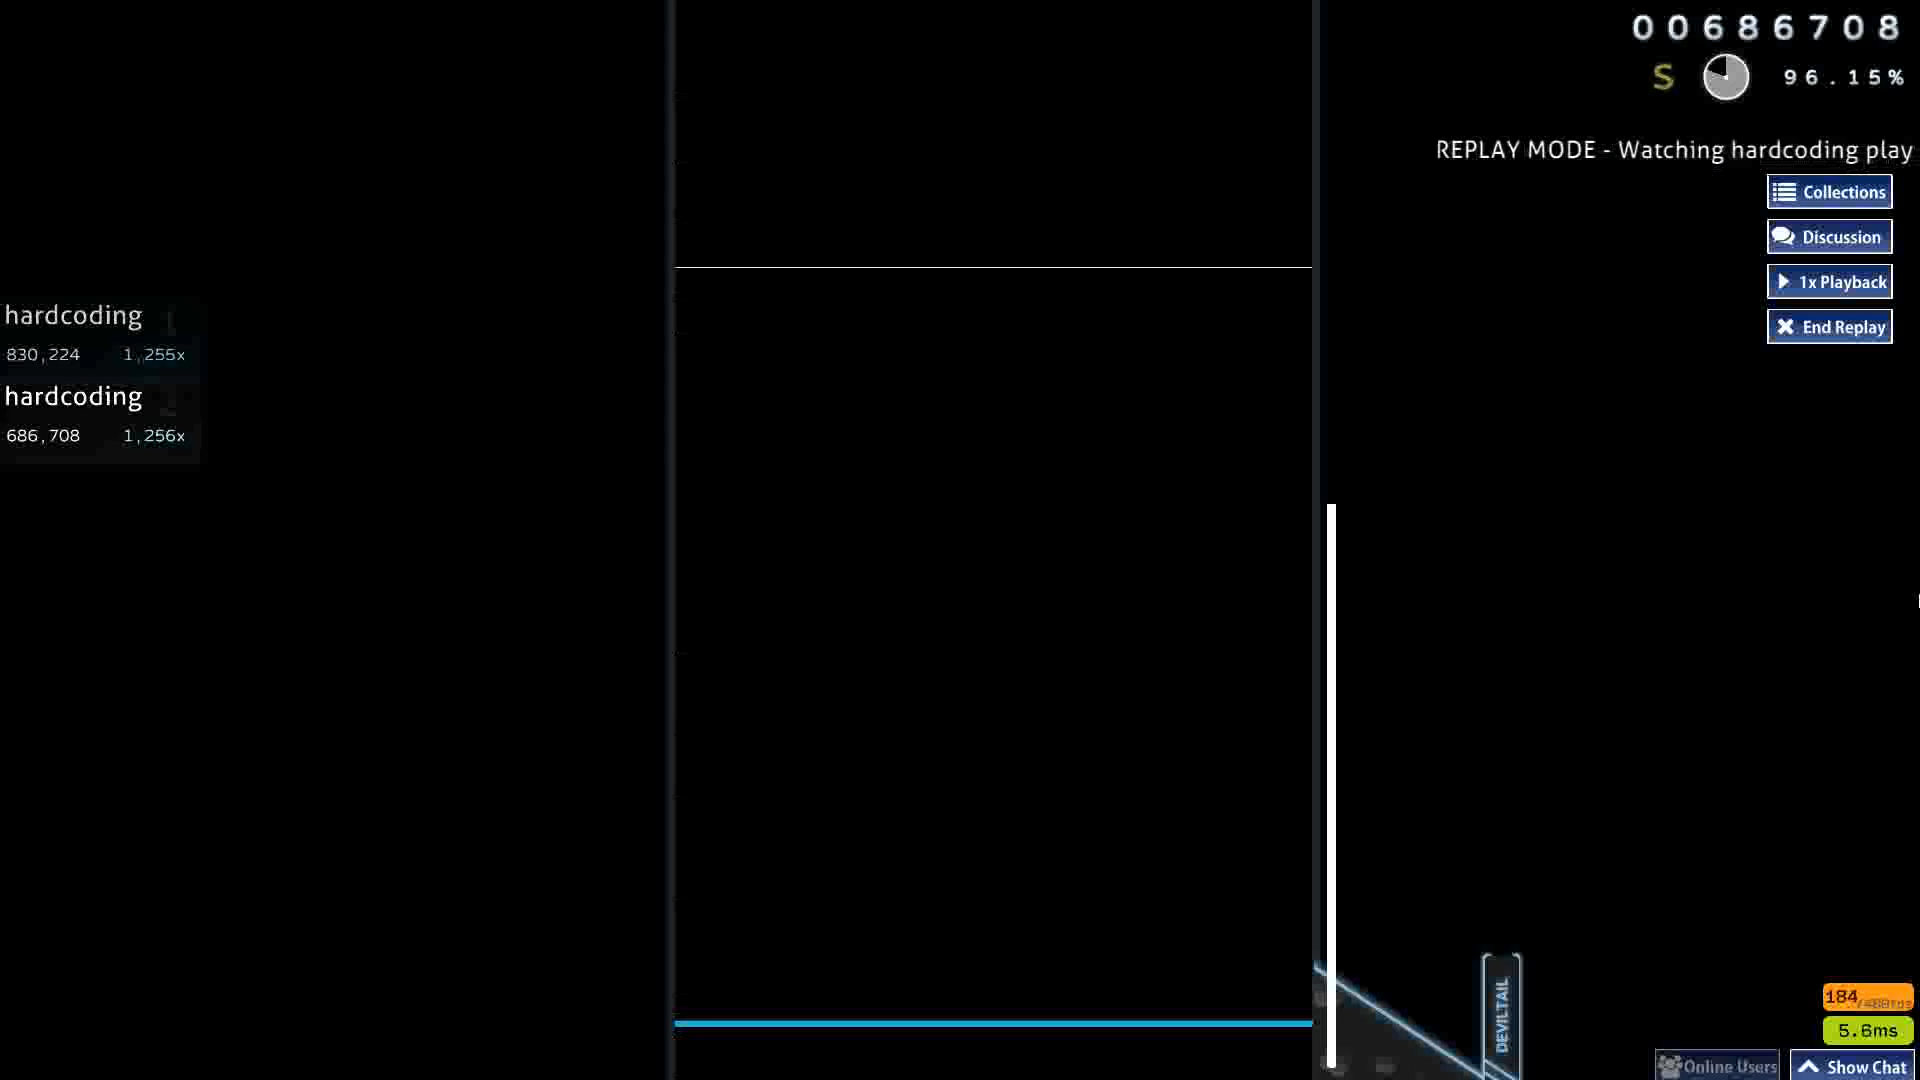 00686708
S 96.15%
REPLAY MODE - Watching hardcoding play
Collections
Discussion
1x Playback
End Replay
hardcoding
830,224 1,255x
hardcoding
686,708 1,256x
DEVILTAIL
184
5.6ms
Online Users
Show Chat